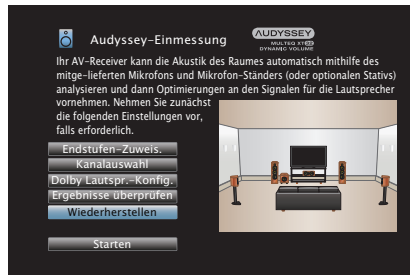 Audyssey-Einmessung
AUDYSSEY
MULTEQ XT32
DYNAMIC VOLUME
Ihr AV-Receiver kann die Akustik des Raumes automatisch mithilfe des
mitge-lieferten Mikrofons und Mikrofon-Ständers (oder optionalen Stativs)
analysieren und dann Optimierungen an den Signalen für die Lautsprecher
vornehmen. Nehmen Sie zunächst
die folgenden Einstellungen vor,
falls erforderlich.
Endstufen-Zuweis.
Kanalauswahl
Dolby Lautspr.-Konfig.
Ergebnisse überprüfen
Wiederherstellen
Starten